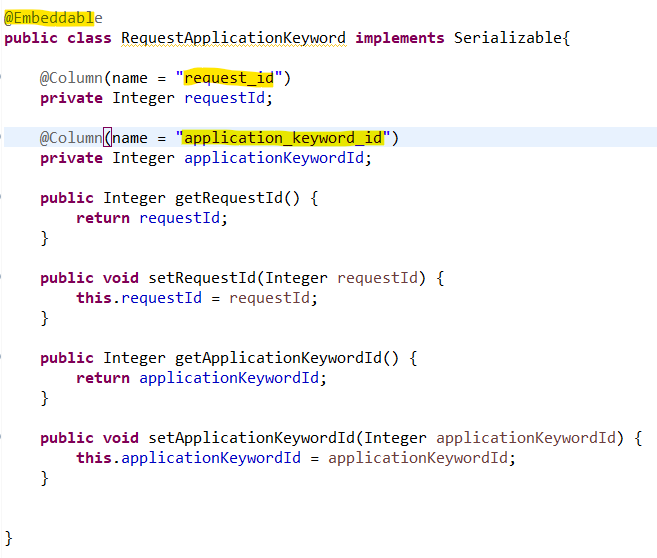 @Embeddable
public class RequestApplicationKeyword implements Serializable{
@Column(name = "request_id")
private Integer requestId;
@Column(name = "application_keyword_id")
private Integer applicationKeywordId;
public Integer getRequestId() {
return requestId;
}
public void setRequestId(Integer requestId) {
this.requestId = requestId;
}
public Integer getApplicationKeywordId() {
return applicationKeywordId;
}
public void setApplicationKeywordId(Integer applicationKeywordId) {
this.applicationKeywordId = applicationKeywordId;
}
}